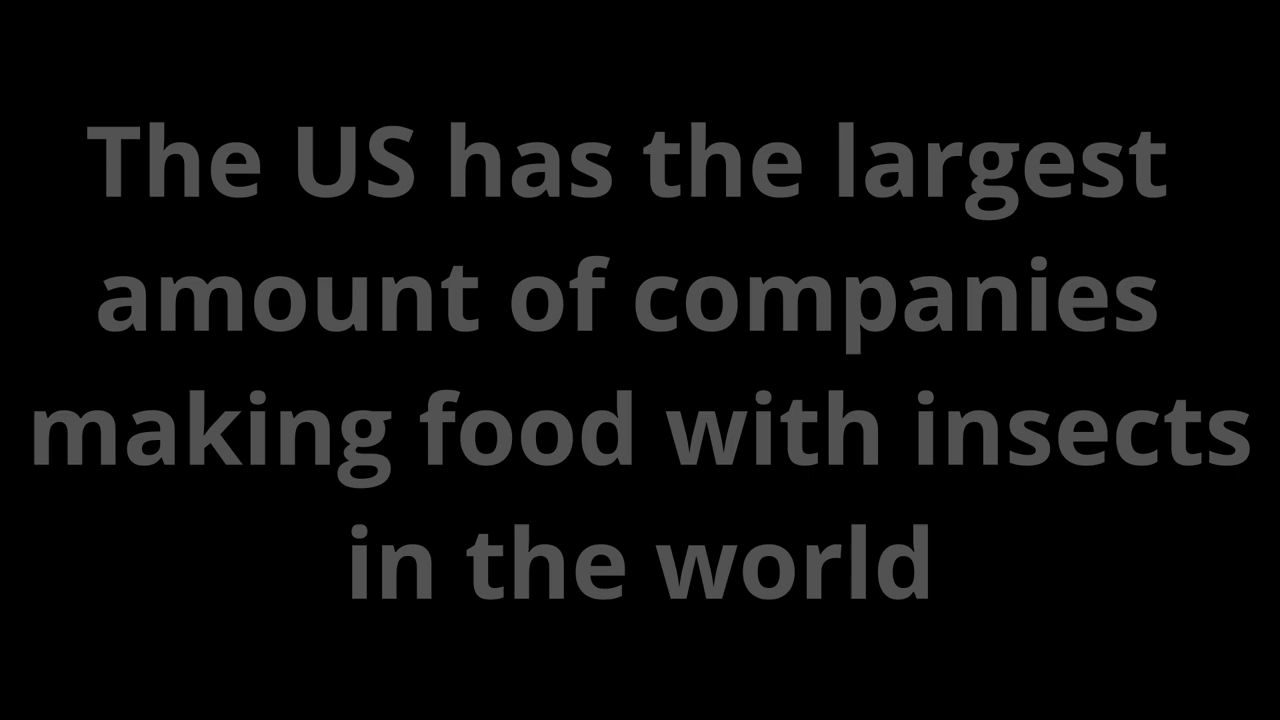 The US has the largest
amount of companies
making food with insects
in the world